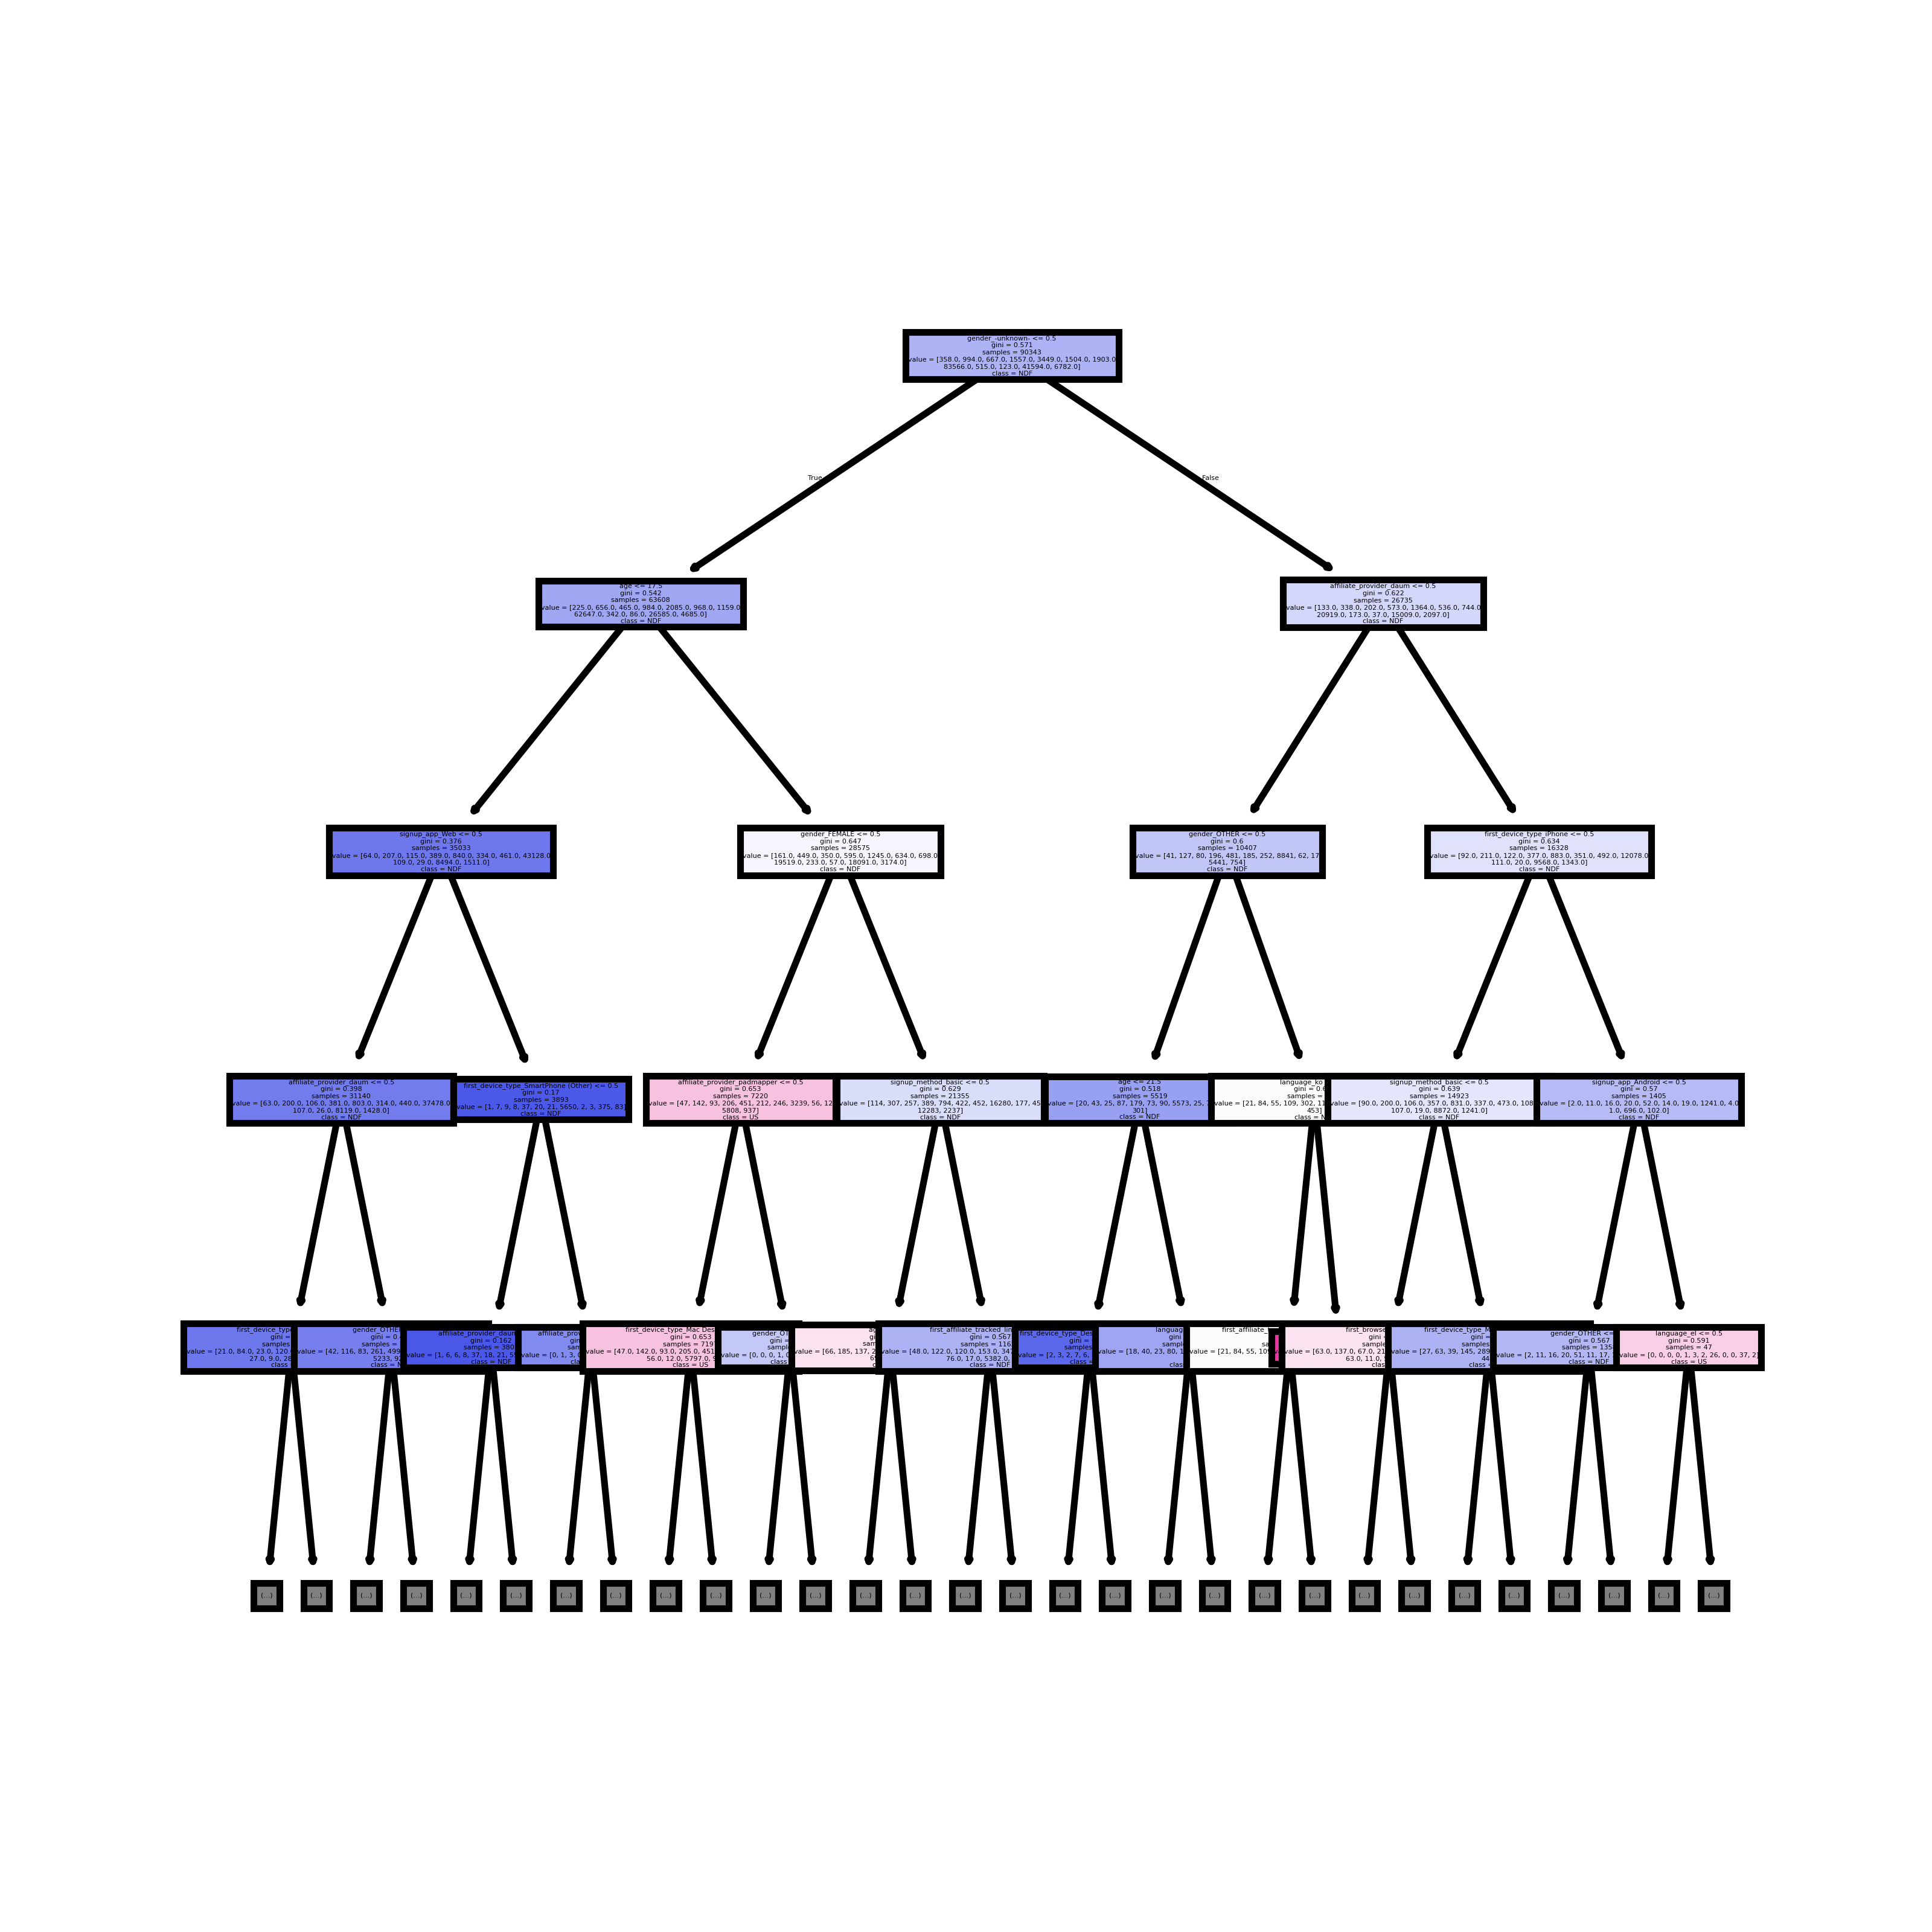 gender_-unknown- <= 0.5
gini = 0.571
samples = 90343
value = [358.0, 994.0, 667.0, 1557.0, 3449.0, 1504.0, 1903.0
83566.0, 515.0, 123.0, 41594.0, 6782.0]
class = NDF
True
False
age <= 17.5
gini = 0.542
samples = 63608
value = [225.0, 656.0, 465.0, 984.0, 2085.0, 968.0, 1159.0
62647.0, 342.0, 86.0, 26585.0, 4685.0]
class = NDF
affiliate_provider_daum <= 0.5
gini = 0.622
samples = 26735
value = [133.0, 338.0, 202.0, 573.0, 1364.0, 536.0, 744.0
20919.0, 173.0, 37.0, 15009.0, 2097.0]
class = NDF
signup_app_Web <= 0.5
gini = 0.376
samples = 35033
value = [64.0, 207.0, 115.0, 389.0, 840.0, 334.0, 461.0, 43128.0
109.0, 29.0, 8494.0, 1511.0]
class = NDF
gender_FEMALE <= 0.5
gini = 0.647
samples = 28575
value = [161.0, 449.0, 350.0, 595.0, 1245.0, 634.0, 698.0
19519.0, 233.0, 57.0, 18091.0, 3174.0]
class = NDF
gender_OTHER <= 0.5
gini = 0.6
samples = 10407
value = [41, 127, 80, 196, 481, 185, 252, 8841, 62, 17
5441, 754]
class = NDF
first_device_type_iPhone <= 0.5
gini = 0.634
samples = 16328
value = [92.0, 211.0, 122.0, 377.0, 883.0, 351.0, 492.0, 12078.0
111.0, 20.0, 9568.0, 1343.0]
class = NDF
affiliate_provider_daum <= 0.5
gini = 0.398
samples = 31140
value = [63.0, 200.0, 106.0, 381.0, 803.0, 314.0, 440.0, 37478.0
107.0, 26.0, 8119.0, 1428.0]
class = NDF
first_device_type_SmartPhone (Other) <= 0.5
gini = 0.17
samples = 3893
value = [1, 7, 9, 8, 37, 20, 21, 5650, 2, 3, 375, 83]
class = NDF
affiliate_provider_padmapper <= 0.5
gini = 0.653
samples = 7220
value = [47, 142, 93, 206, 451, 212, 246, 3239, 56, 12
5808, 937]
class = US
signup_method_basic <= 0.5
gini = 0.629
samples = 21355
value = [114, 307, 257, 389, 794, 422, 452, 16280, 177, 45
12283, 2237]
class = NDF
age <= 21.5
gini = 0.518
samples = 5519
value = [20, 43, 25, 87, 179, 73, 90, 5573, 25,
301]
class = NDF
language_ko
gini = 0.6
samples =
value = [21, 84, 55, 109, 302, 11
453]
class = N
signup_method_basic <= 0.5
gini = 0.639
samples = 14923
value = [90.0, 200.0, 106.0, 357.0, 831.0, 337.0, 473.0, 108
107.0, 19.0, 8872.0, 1241.0]
class = NDF
signup_app_Android <= 0.5
gini = 0.57
samples = 1405
value = [2.0, 11.0, 16.0, 20.0, 52.0, 14.0, 19.0, 1241.0, 4.0
1.0, 696.0, 102.0]
class = NDF
first_device_type
gini =
samples
value = [21.0, 84.0, 23.0, 120.
27.0, 9.0, 28
class
gender_OTHE
gini = 0.
samples =
value = [42, 116, 83, 261, 499
5233, 9
class = N
affiliate_provider_daum
gini = 0.162
samples = 380
value = [1, 6, 6, 8, 37, 18, 21, 5
class = NDF
affiliate_prov
gin
sam
value = [0, 1, 3, 0
cla
first_device_type_Mac Des
gini = 0.653
samples = 719
value = [47.0, 142.0, 93.0, 205.0, 451
56.0, 12.0, 5797.0,
class = US
gender_OT
gini =
sample
value = [0, 0, 0, 1, 0
class
sam
value = [66, 185, 137, 2
first_affiliate_tracked_lin
gini = 0.567
samples = 116
value = [48.0, 122.0, 120.0, 153.0, 34
76.0, 17.0, 5382.0,
class = NDF
first_device_type_Des
gini =
samples
value = [2, 3, 2, 7, 6,
class =
languag
gini
sampl
value = [18, 40, 23, 80, 1
class
first_affiliate_
gini
sampl
value = [21, 84, 55, 109
clas
first_browse
gini
sample
value = [63.0, 137.0, 67.0, 21
63.0, 11.0,
class
first_device_type_M
gini =
samples
value = [27, 63, 39, 145, 289
44
class
gender_OTHER <=
gini = 0.567
samples = 135
value = [2, 11, 16, 20, 51, 11, 17,
class = NDF
language_el <= 0.5
gini = 0.591
samples = 47
value = [0, 0, 0, 0, 1, 3, 2, 26, 0, 0, 37, 2]
class = US
(...) (...) (...) (...) (...) (...) (...) (...) (...) (...) (...) (...) (...) (...) (...) (...) (...) (...) (...) (...) (...) (...) (...) (...) (...) (...) (...) (...) (...) (...)